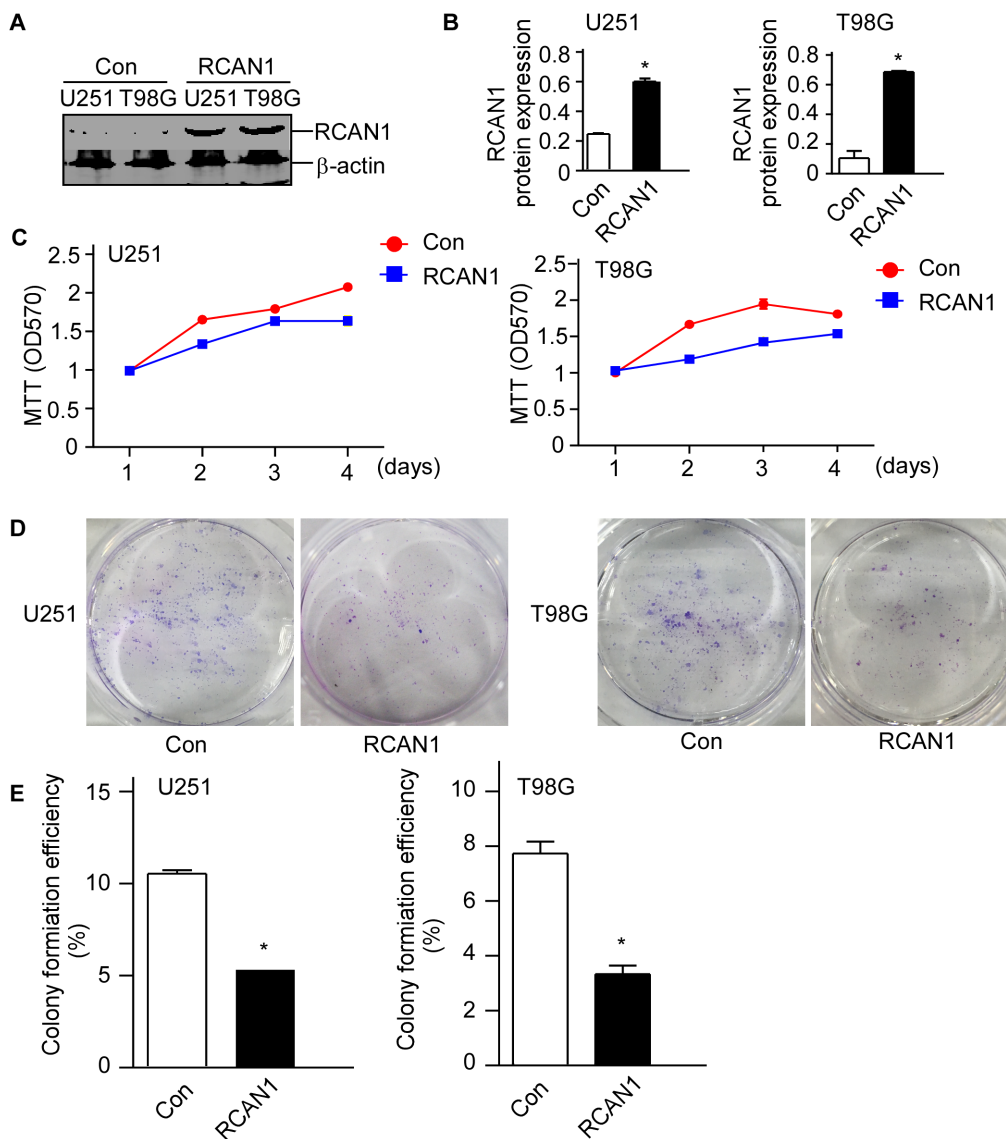 A
Con
RCAN1
U251 T98G U251 T98G
RCAN1
β-actin
B
U251
RCAN1
protein expression
0.8
0.6
0.4
0.2
0
*
Con
RCAN1
T98G
RCAN1
protein expression
0.8
0.6
0.4
0.2
0
*
Con
RCAN1
C
U251
Con
RCAN1
MTT (OD570)
2.5
2
1.5
1
0.5
0
1 2 3 4 (days)
T98G
Con
RCAN1
MTT (OD570)
2.5
2
1.5
1
0.5
0
1 2 3 4 (days)
D
U251
Con
RCAN1
T98G
Con
RCAN1
E
U251
Colony formiation efficiency
(%)
15
10
5
0
*
Con
RCAN1
T98G
Colony formiation efficiency
(%)
10
8
6
4
2
0
*
Con
RCAN1